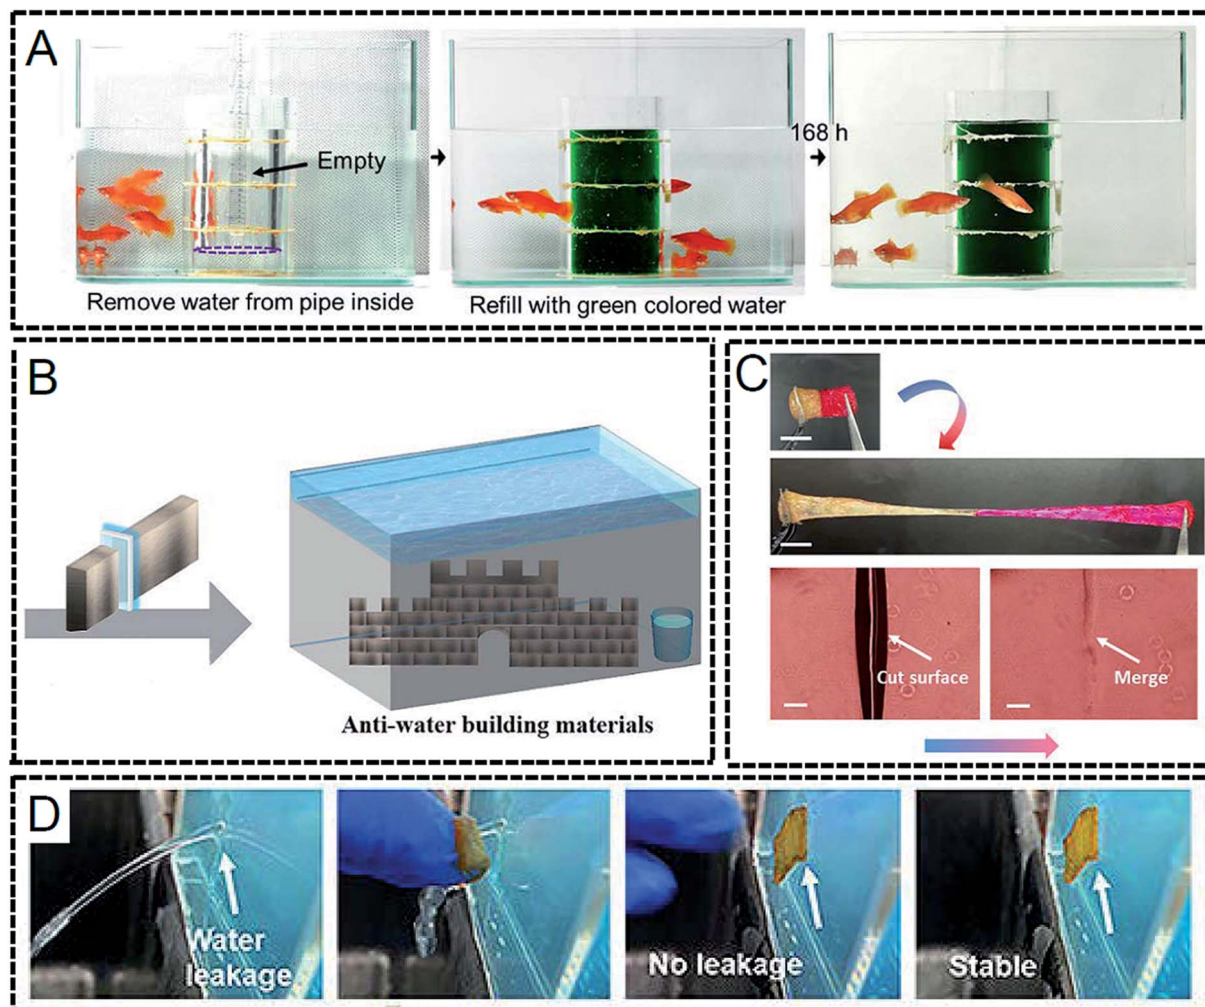 A
Empty
168 h
Remove water from pipe inside
Refill with green colored water
B
Anti-water building materials
C
Cut surface
Merge
D
Water
leakage
No leakage
Stable